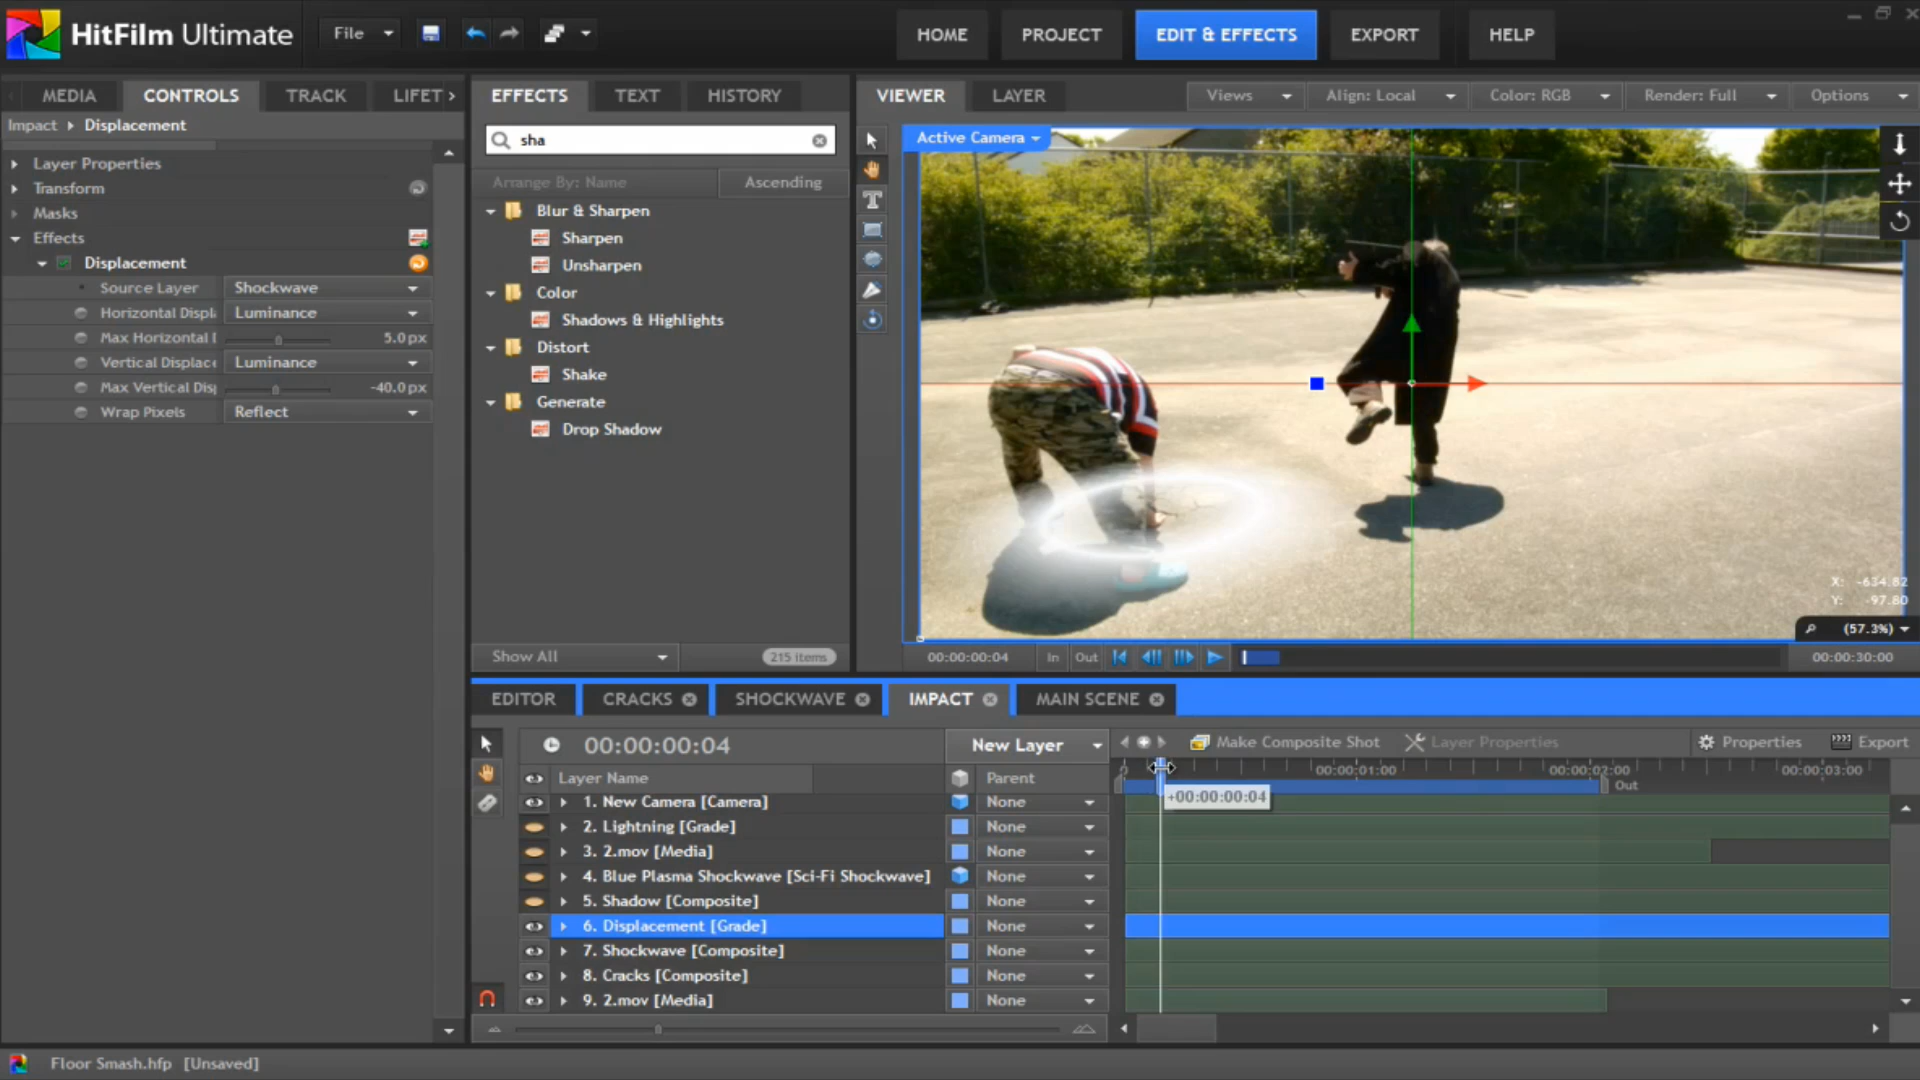 HitFilm Ultimate
File
HOME
PROJECT
EDIT & EFFECTS
EXPORT
HELP
MEDIA
CONTROLS
TRACK
LIFET
EFFECTS
TEXT
HISTORY
VIEWER
LAYER
Views
Align: Local
Color: RGB
Render: Full
Options
Impact
Displacement
Layer Properties
Transform
Masks
Effects
Displacement
Source Layer
Shockwave
Horizontal Displ
Luminance
Max Horizontal D
5.0 px
Vertical Displace
Luminance
Max Vertical Disp
-40.0 px
Wrap Pixels
Reflect
sha
Arrange By: Name
Ascending
Blur & Sharpen
Sharpen
Unsharpen
Color
Shadows & Highlights
Distort
Shake
Generate
Drop Shadow
Show All
215 items
Active Camera
X: -634.82
Y: -97.80
(57.3%)
00:00:00:04
In
Out
00:00:30:00
EDITOR
CRACKS
SHOCKWAVE
IMPACT
MAIN SCENE
00:00:00:04
New Layer
Make Composite Shot
Layer Properties
Properties
Export
Layer Name
Parent
00:00:01:00
00:00:02:00
00:00:03:00
Out
+00:00:00:04
1. New Camera [Camera]
None
2. Lightning [Grade]
None
3. 2.mov [Media]
None
4. Blue Plasma Shockwave [Sci-Fi Shockwave]
None
5. Shadow [Composite]
None
6. Displacement [Grade]
None
7. Shockwave [Composite]
None
8. Cracks [Composite]
None
9. 2.mov [Media]
None
Floor Smash.hfp [Unsaved]